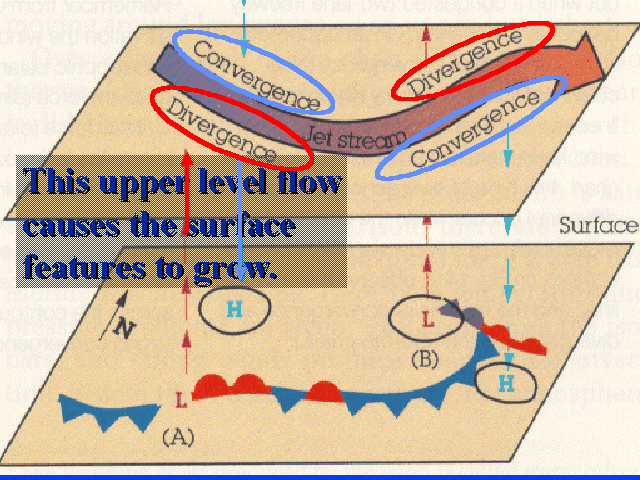 Convergence
Divergence
Divergence
Jet stream
Convergence
This upper level flow
causes the surface
features to grow.
Surface
N
H
L
(B)
H
L
(A)